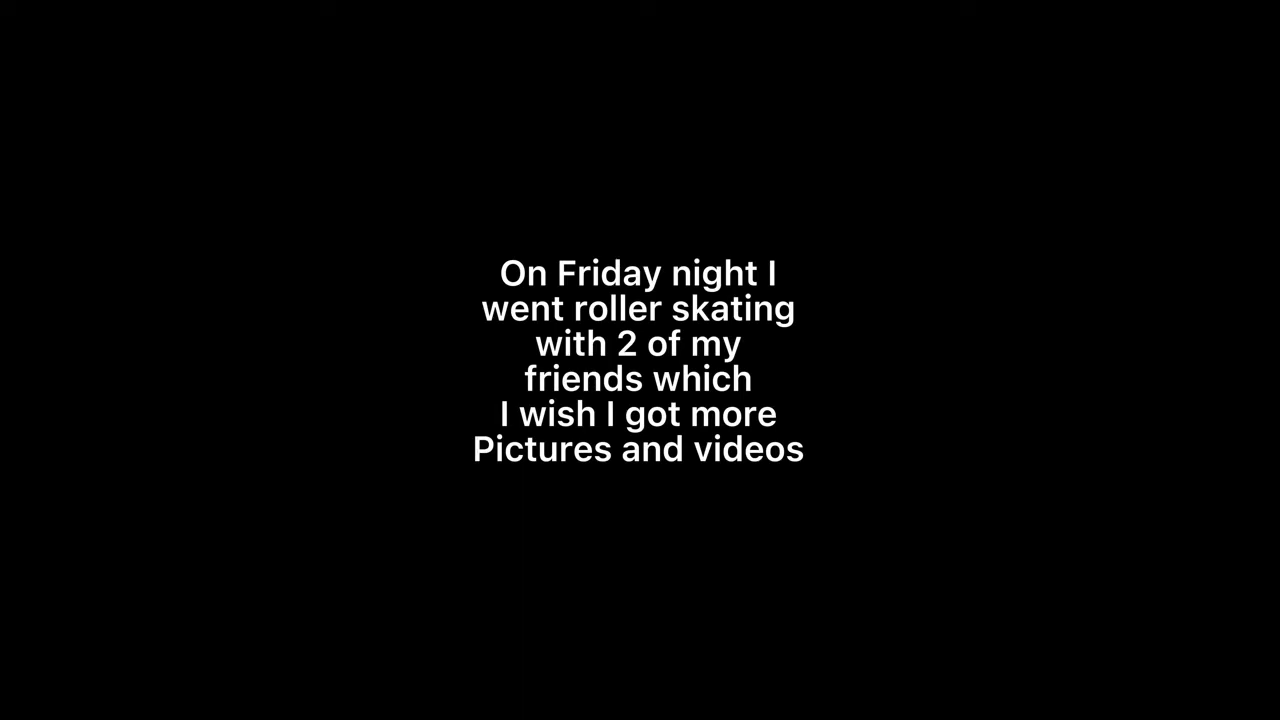 On Friday night I
went roller skating
with 2 of my
friends which
I wish I got more
Pictures and videos